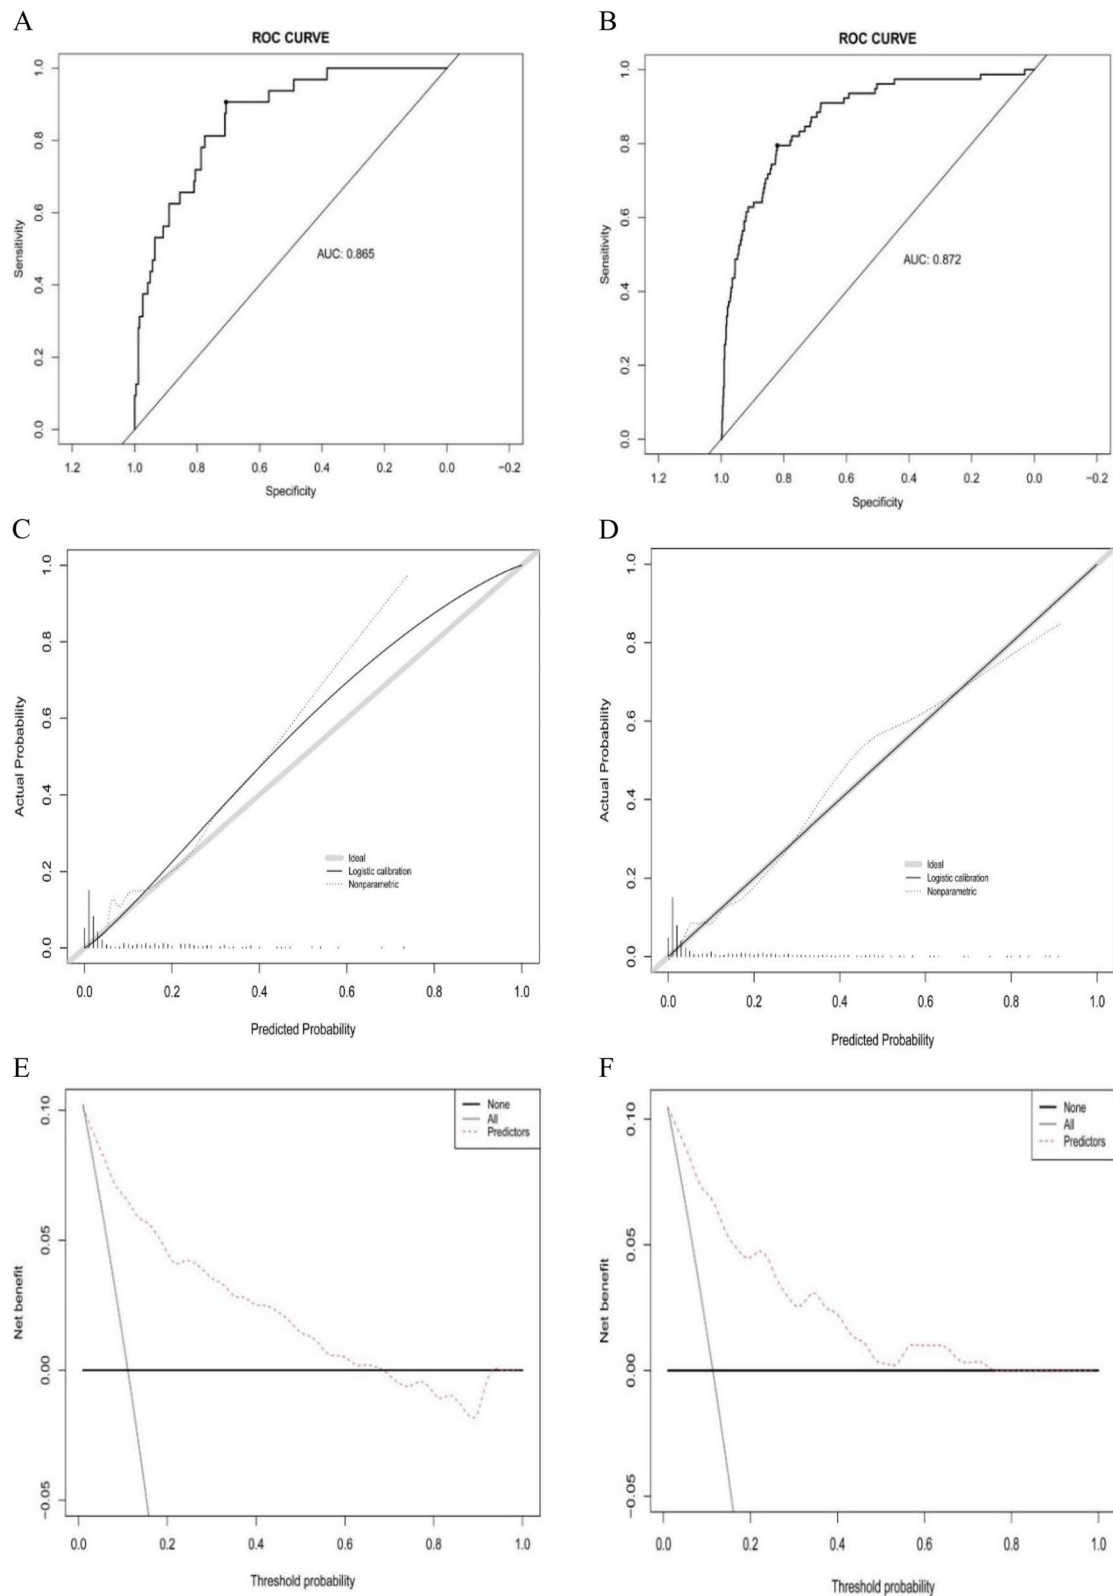 A
ROC CURVE
Sensitivity
1.0
0.8
0.6
0.4
0.2
0.0
AUC: 0.865
1.2 1.0 0.8 0.6 0.4 0.2 0.0 −0.2
Specificity
B
ROC CURVE
Sensitivity
1.0
0.8
0.6
0.4
0.2
0.0
AUC: 0.872
1.2 1.0 0.8 0.6 0.4 0.2 0.0 −0.2
Specificity
C
Actual Probability
1.0
0.8
0.6
0.4
0.2
0.0
Ideal
Logistic calibration
Nonparametric
0.0 0.2 0.4 0.6 0.8 1.0
Predicted Probability
D
Actual Probability
1.0
0.8
0.6
0.4
0.2
0.0
Ideal
Logistic calibration
Nonparametric
0.0 0.2 0.4 0.6 0.8 1.0
Predicted Probability
E
Net benefit
0.10
0.05
0.00
−0.05
None
All
Predictors
0.0 0.2 0.4 0.6 0.8 1.0
Threshold probability
F
Net benefit
0.10
0.05
0.00
−0.05
None
All
Predictors
0.0 0.2 0.4 0.6 0.8 1.0
Threshold probability